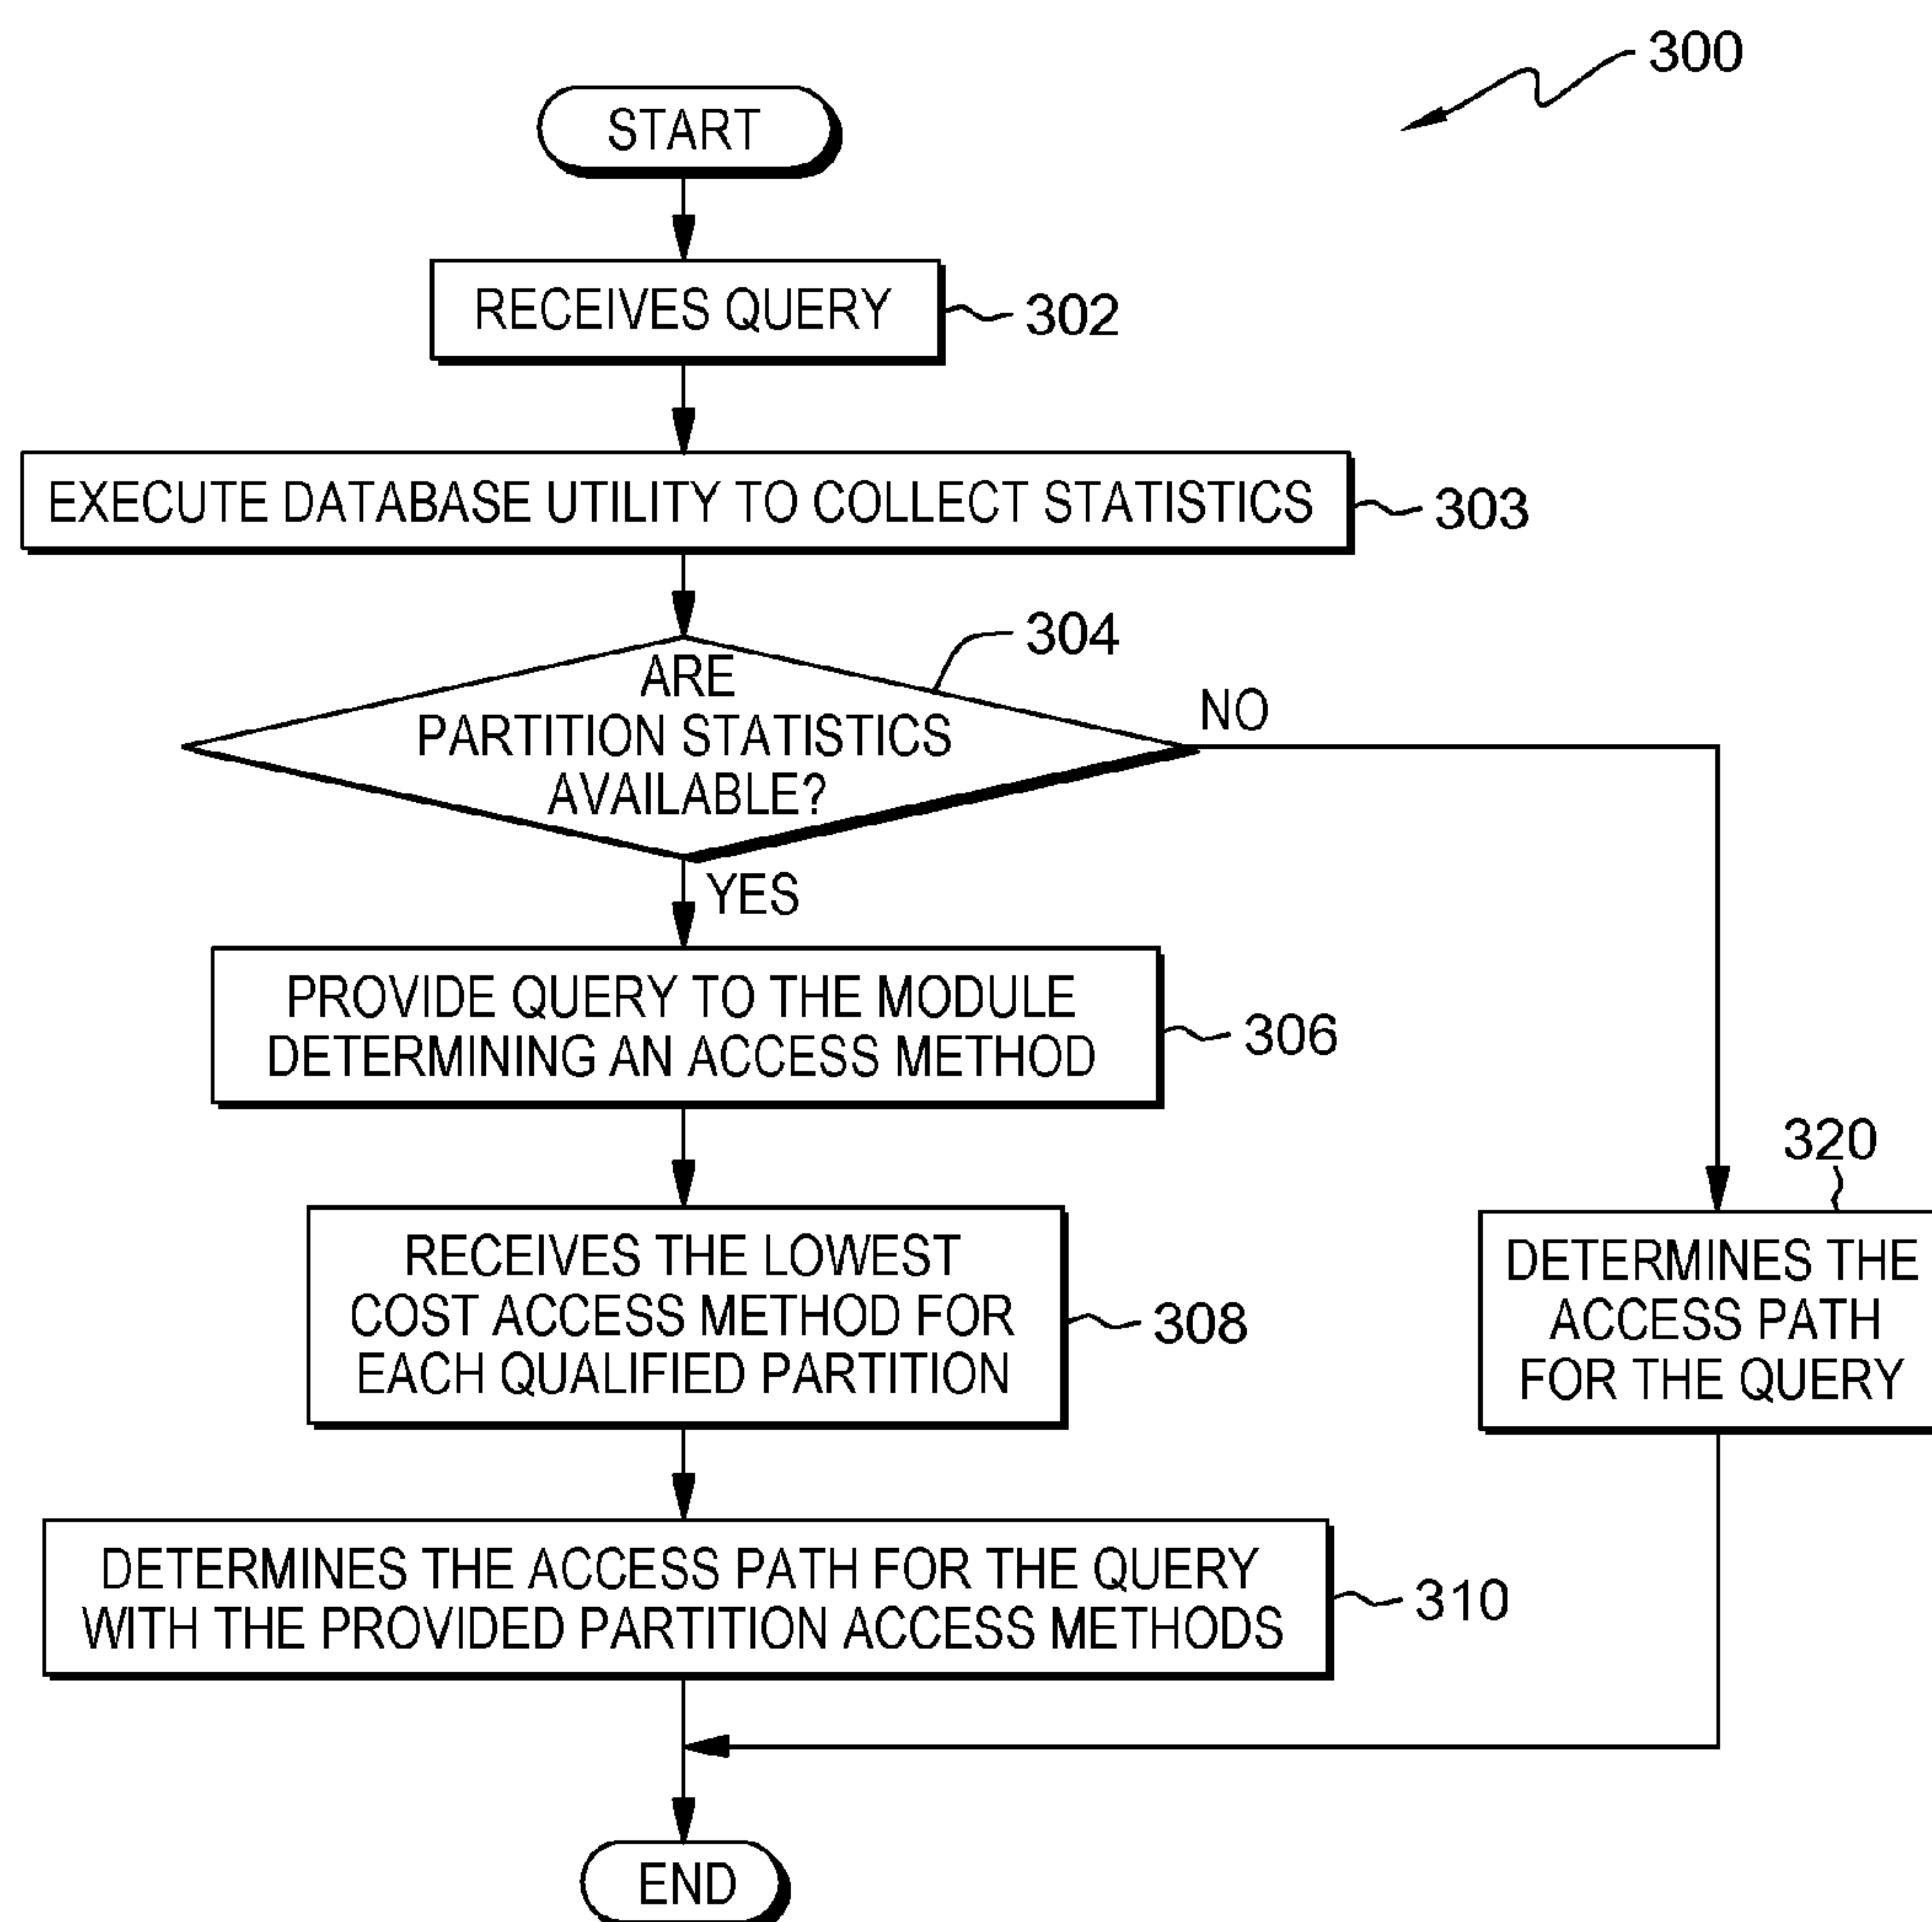 300
START
RECEIVES QUERY
302
EXECUTE DATABASE UTILITY TO COLLECT STATISTICS
303
304
ARE
PARTITION STATISTICS
AVAILABLE?
NO
YES
PROVIDE QUERY TO THE MODULE
DETERMINING AN ACCESS METHOD
306
RECEIVES THE LOWEST
COST ACCESS METHOD FOR
EACH QUALIFIED PARTITION
308
320
DETERMINES THE
ACCESS PATH
FOR THE QUERY
DETERMINES THE ACCESS PATH FOR THE QUERY
WITH THE PROVIDED PARTITION ACCESS METHODS
310
END